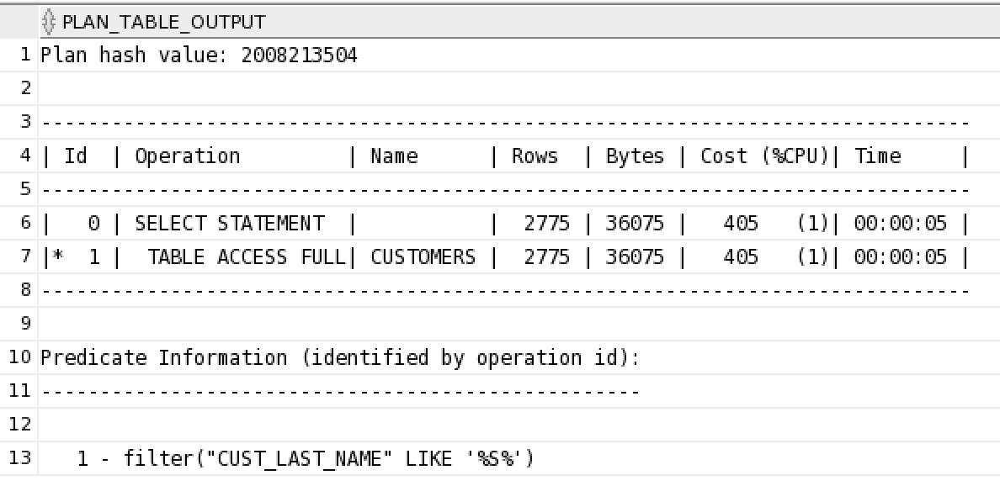 PLAN_TABLE_OUTPUT
1 Plan hash value: 2008213504
2
3 -------------------------------------------------------------------------------
4 | Id  | Operation         | Name      | Rows  | Bytes | Cost (%CPU)| Time     |
5 -------------------------------------------------------------------------------
6 |   0 | SELECT STATEMENT  |           |  2775 | 36075 |   405   (1)| 00:00:05 |
7 |*  1 |  TABLE ACCESS FULL| CUSTOMERS |  2775 | 36075 |   405   (1)| 00:00:05 |
8 -------------------------------------------------------------------------------
9
10 Predicate Information (identified by operation id):
11 ---------------------------------------------------
12
13    1 - filter("CUST_LAST_NAME" LIKE '%S%')